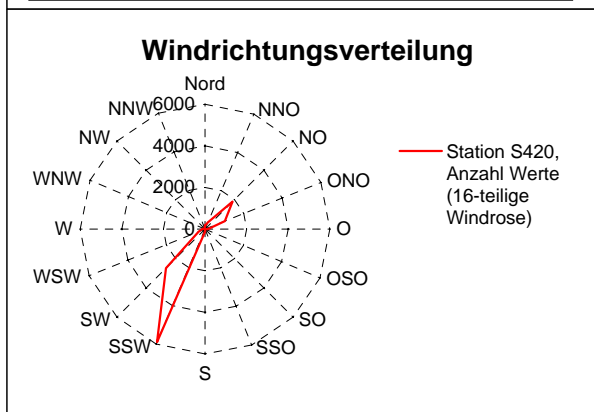 Windrichtungsverteilung
Nord
NNW
6000
NNO
NW
NO
4000
WNW
ONO
2000
W
0
O
WSW
OSO
SW
SO
SSW
SSO
S
Station S420,
Anzahl Werte
(16-teilige
Windrose)